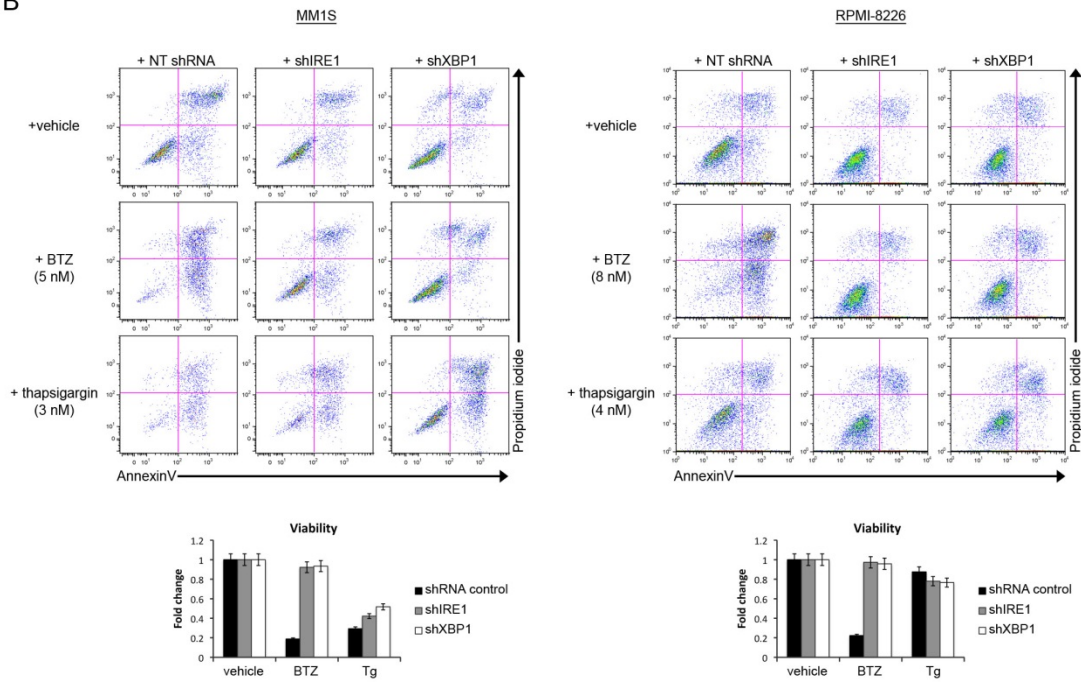 B
MM1S
RPMI-8226
+ NT shRNA
+ shIRE1
+ shXBP1
+ NT shRNA
+ shIRE1
+ shXBP1
+vehicle
+ BTZ
(5 nM)
+ thapsigargin
(3 nM)
AnnexinV
Propidium iodide
+vehicle
+ BTZ
(8 nM)
+ thapsigargin
(4 nM)
AnnexinV
Propidium iodide
Viability
Fold change
1.2
1
0.8
0.6
0.4
0.2
0
vehicle BTZ Tg
shRNA control
shIRE1
shXBP1
Viability
Fold change
1.2
1
0.8
0.6
0.4
0.2
0
vehicle BTZ Tg
shRNA control
shIRE1
shXBP1